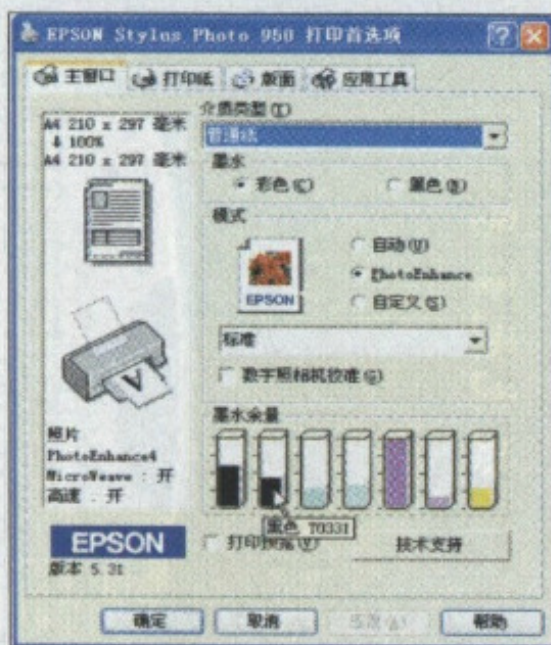 EPSON Stylus Photo 950 打印首选项
主窗口 打印纸 版面 应用工具
A4 210 x 297 毫米
100%
A4 210 x 297 毫米
照片
PhotoEnhance4
MicroWeave : 开
高速 : 开
EPSON
版本 5.31
介质类型(T)
普通纸
墨水
彩色(C) 黑色(B)
模式
EPSON
自动(U)
PhotoEnhance
自定义(S)
标准
数字照相机校准(G)
墨水余量
黑色 T0331
打印预览(V) 技术支持
确定 取消 帮助